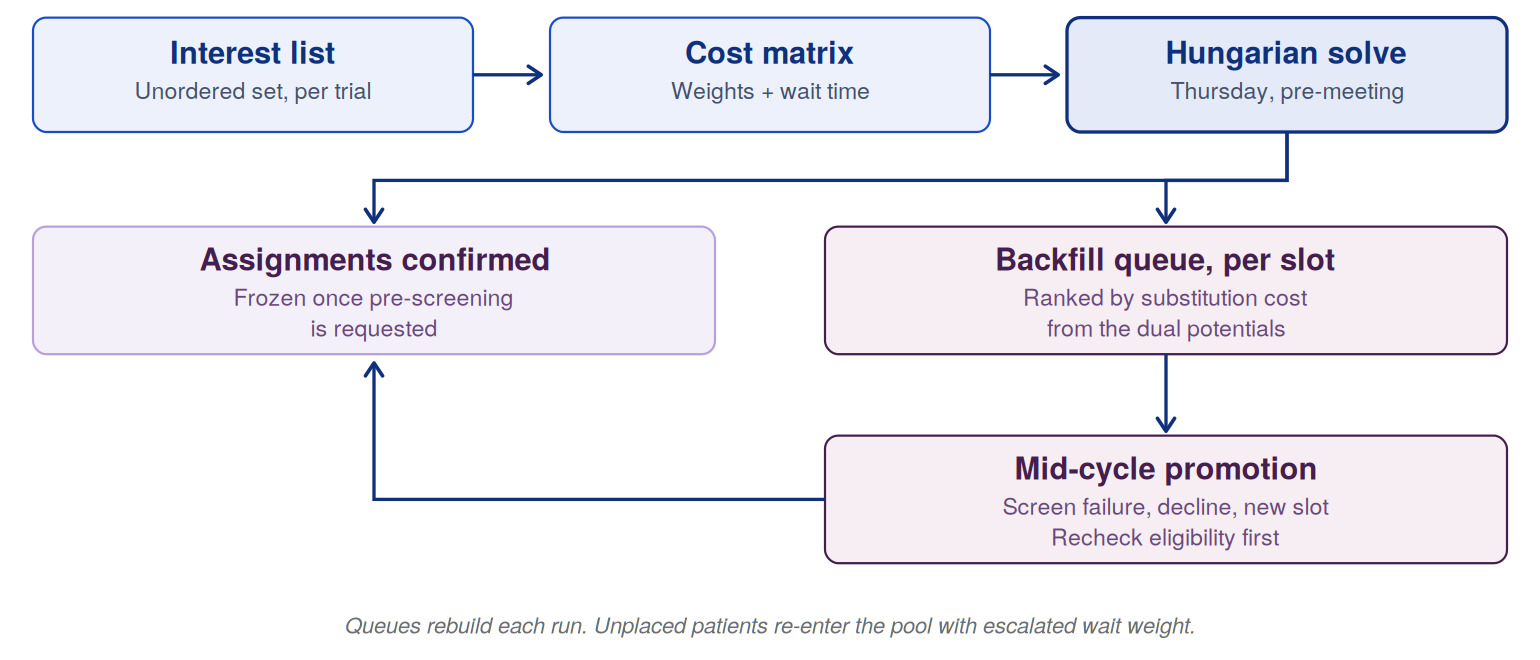 Interest list
Unordered set, per trial
Cost matrix
Weights + wait time
Hungarian solve
Thursday, pre-meeting
Assignments confirmed
Frozen once pre-screening
is requested
Backfill queue, per slot
Ranked by substitution cost
from the dual potentials
Mid-cycle promotion
Screen failure, decline, new slot
Recheck eligibility first
Queues rebuild each run. Unplaced patients re-enter the pool with escalated wait weight.